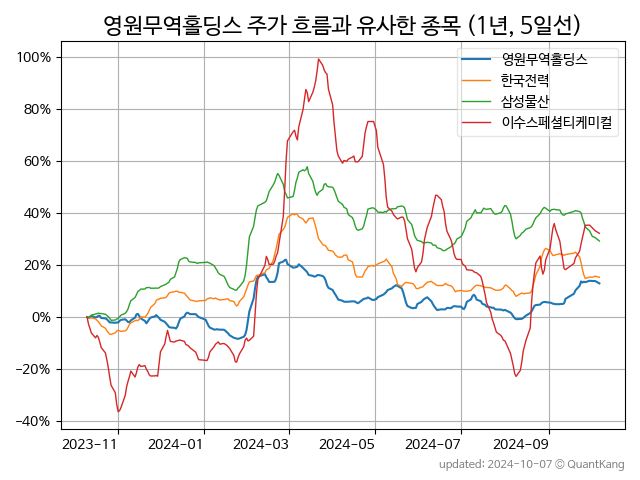 영원무역홀딩스 주가 흐름과 유사한 종목 (1년, 5일선)
영원무역홀딩스
한국전력
삼성물산
이수스페셜티케미컬
100%
80%
60%
40%
20%
0%
−20%
−40%
2023-11
2024-01
2024-03
2024-05
2024-07
2024-09
updated: 2024-10-07 © QuantKang